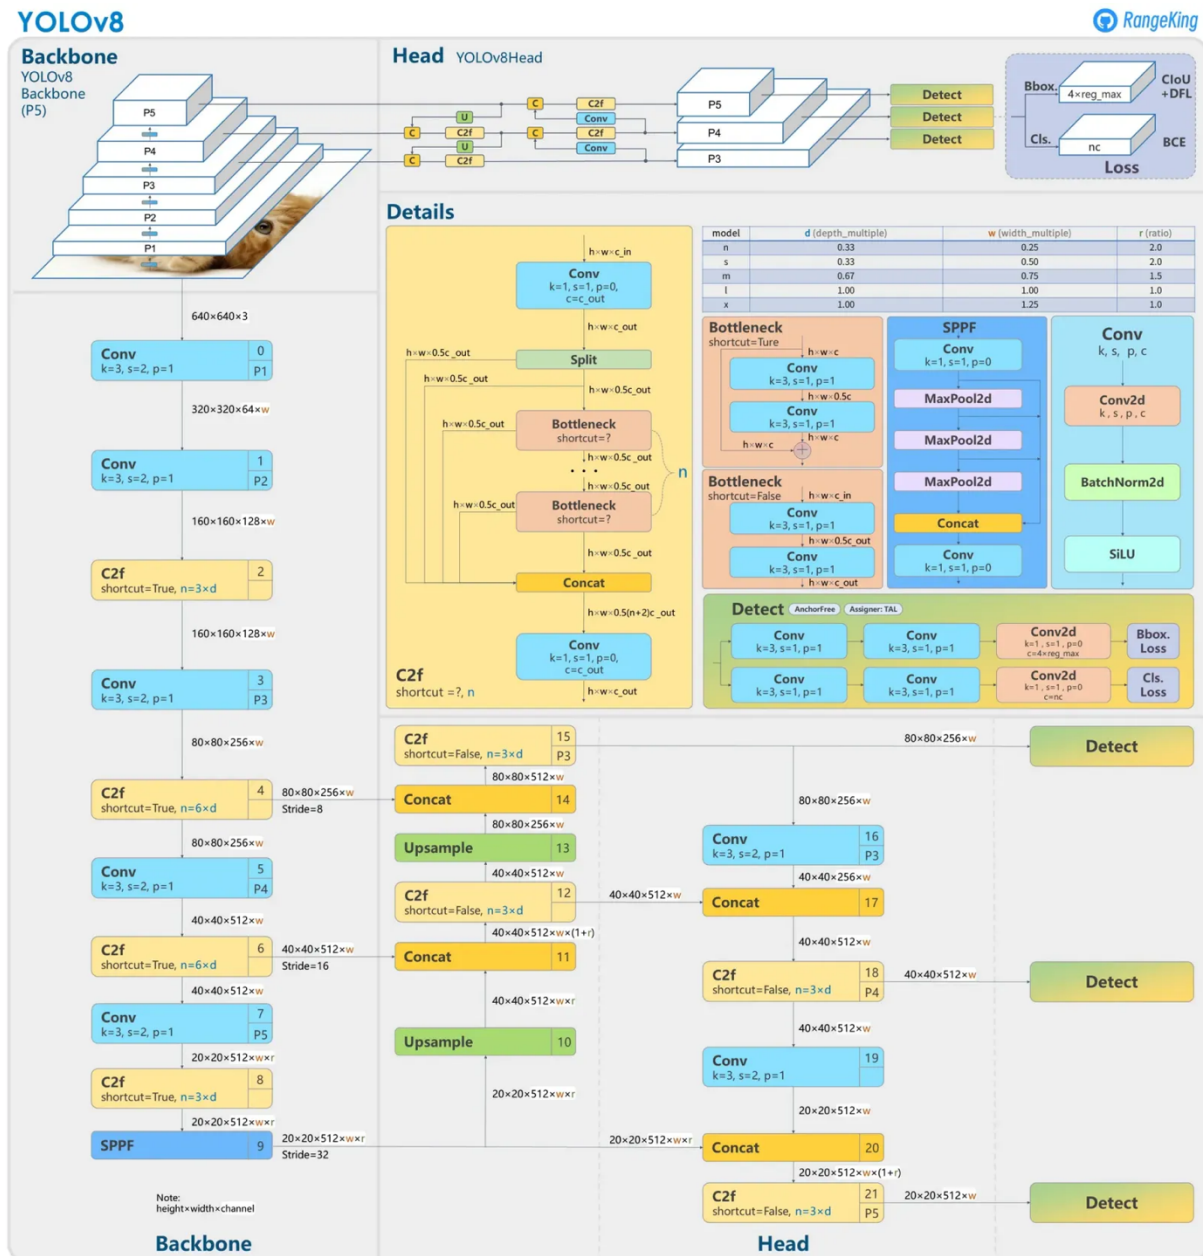 YOLOv8
RangeKing
Backbone
YOLOv8
Backbone
(P5)
P5
P4
P3
P2
P1
Head YOLOv8Head
C
C2f
U
Conv
C
C2f
C
C2f
U
Conv
C
C2f
P5
P4
P3
Detect
Detect
Detect
Bbox.
4×reg_max
CIoU
+DFL
Cls.
nc
BCE
Loss
640×640×3
Conv
k=3, s=2, p=1
0
P1
320×320×64×w
Conv
k=3, s=2, p=1
1
P2
160×160×128×w
C2f
shortcut=True, n=3×d
2
160×160×128×w
Conv
k=3, s=2, p=1
3
P3
80×80×256×w
C2f
shortcut=True, n=6×d
4
80×80×256×w
Stride=8
80×80×256×w
Conv
k=3, s=2, p=1
5
P4
40×40×512×w
C2f
shortcut=True, n=6×d
6
40×40×512×w
Stride=16
40×40×512×w
Conv
k=3, s=2, p=1
7
P5
20×20×512×w×r
C2f
shortcut=True, n=3×d
8
20×20×512×w×r
SPPF
9
20×20×512×w×r
Stride=32
Note:
height×width×channel
Backbone
Details
h×w×c_in
Conv
k=1, s=1, p=0,
c=c_out
h×w×c_out
h×w×0.5c_out
Split
h×w×0.5c_out
h×w×0.5c_out
h×w×0.5c_out
Bottleneck
shortcut=?
h×w×0.5c_out
. . .
n
h×w×0.5c_out
h×w×0.5c_out
Bottleneck
shortcut=?
h×w×0.5c_out
Concat
h×w×0.5(n+2)c_out
Conv
k=1, s=1, p=0,
c=c_out
C2f
shortcut =?, n
h×w×c_out
model d (depth_multiple) w (width_multiple) r (ratio)
n 0.33 0.25 2.0
s 0.33 0.50 2.0
m 0.67 0.75 1.5
l 1.00 1.00 1.0
x 1.00 1.25 1.0
Bottleneck
shortcut=Ture
h×w×c
Conv
k=3, s=1, p=1
h×w×0.5c
Conv
k=3, s=1, p=1
h×w×c
h×w×c
+
Bottleneck
shortcut=False
h×w×c_in
Conv
k=3, s=1, p=1
h×w×0.5c_out
Conv
k=3, s=1, p=1
h×w×c_out
SPPF
Conv
k=1, s=1, p=0
MaxPool2d
MaxPool2d
MaxPool2d
Concat
Conv
k=1, s=1, p=0
Conv
k, s, p, c
Conv2d
k, s, p, c
BatchNorm2d
SiLU
Detect AnchorFree Assigner: TAL
Conv
k=3, s=1, p=1
Conv
k=3, s=1, p=1
Conv2d
k=1, s=1, p=0
c=4×reg_max
Bbox.
Loss
Conv
k=3, s=1, p=1
Conv
k=3, s=1, p=1
Conv2d
k=1, s=1, p=0
c=nc
Cls.
Loss
C2f
shortcut=False, n=3×d
15
P3
80×80×256×w
Detect
80×80×512×w
Concat
14
80×80×256×w
Upsample
13
40×40×512×w
C2f
shortcut=False, n=3×d
12
40×40×512×w
40×40×512×w×(1+r)
Concat
11
40×40×512×w×r
Upsample
10
20×20×512×w×r
80×80×256×w
Conv
k=3, s=2, p=1
16
P3
40×40×256×w
Concat
17
40×40×512×w
C2f
shortcut=False, n=3×d
18
P4
40×40×512×w
Detect
40×40×512×w
Conv
k=3, s=2, p=1
19
20×20×512×w
20×20×512×w×r
Concat
20
20×20×512×w×(1+r)
C2f
shortcut=False, n=3×d
21
P5
20×20×512×w
Detect
Head